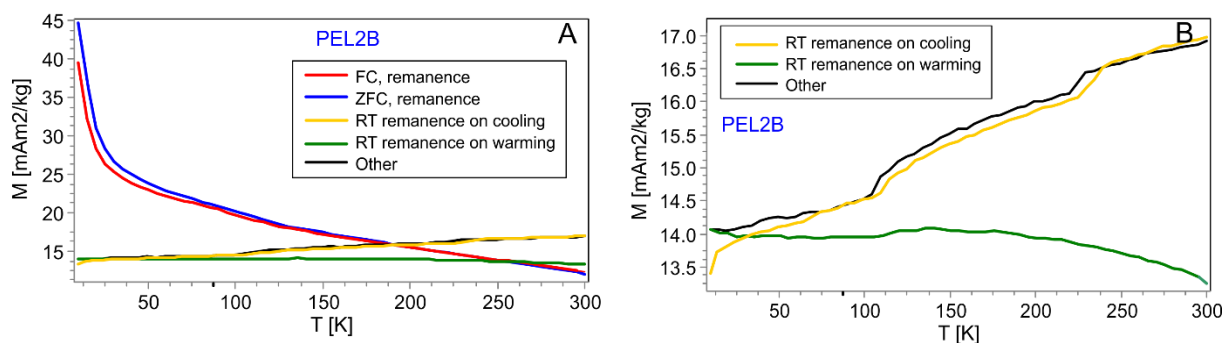 A
PEL2B
FC, remanence
ZFC, remanence
RT remanence on cooling
RT remanence on warming
Other
M [mAm2/kg]
45
40
35
30
25
20
15
50
100
150
200
250
300
T [K]
B
RT remanence on cooling
RT remanence on warming
Other
PEL2B
M [mAm2/kg]
17.0
16.5
16.0
15.5
15.0
14.5
14.0
13.5
50
100
150
200
250
300
T [K]